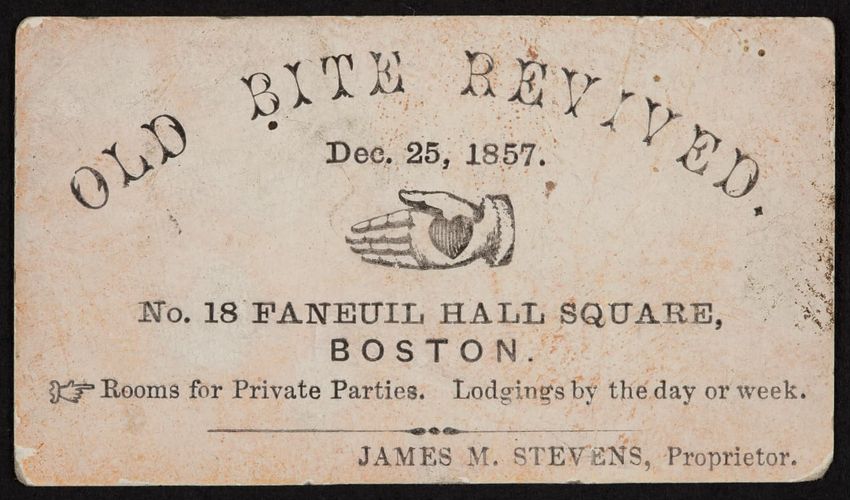 OLD BITE REVIVED.
Dec. 25, 1857.
No. 18 FANEUIL HALL SQUARE,
BOSTON.
Rooms for Private Parties. Lodgings by the day or week.
JAMES M. STEVENS, Proprietor.